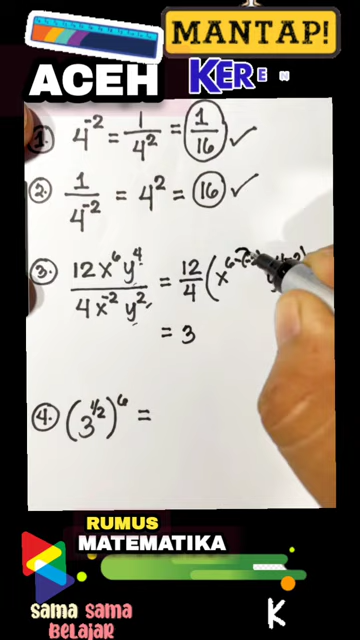 MANTAP!
ACEH KEREN
1. 4⁻² = 1/4² = 1/16 ✓
2. 1/4⁻² = 4² = 16 ✓
3. 12x⁶y⁴/4x⁻²y² = 12/4 (x⁶⁻⁽⁻
= 3
4. (3^½)⁶ =
RUMUS
MATEMATIKA
sama sama
belajar
K